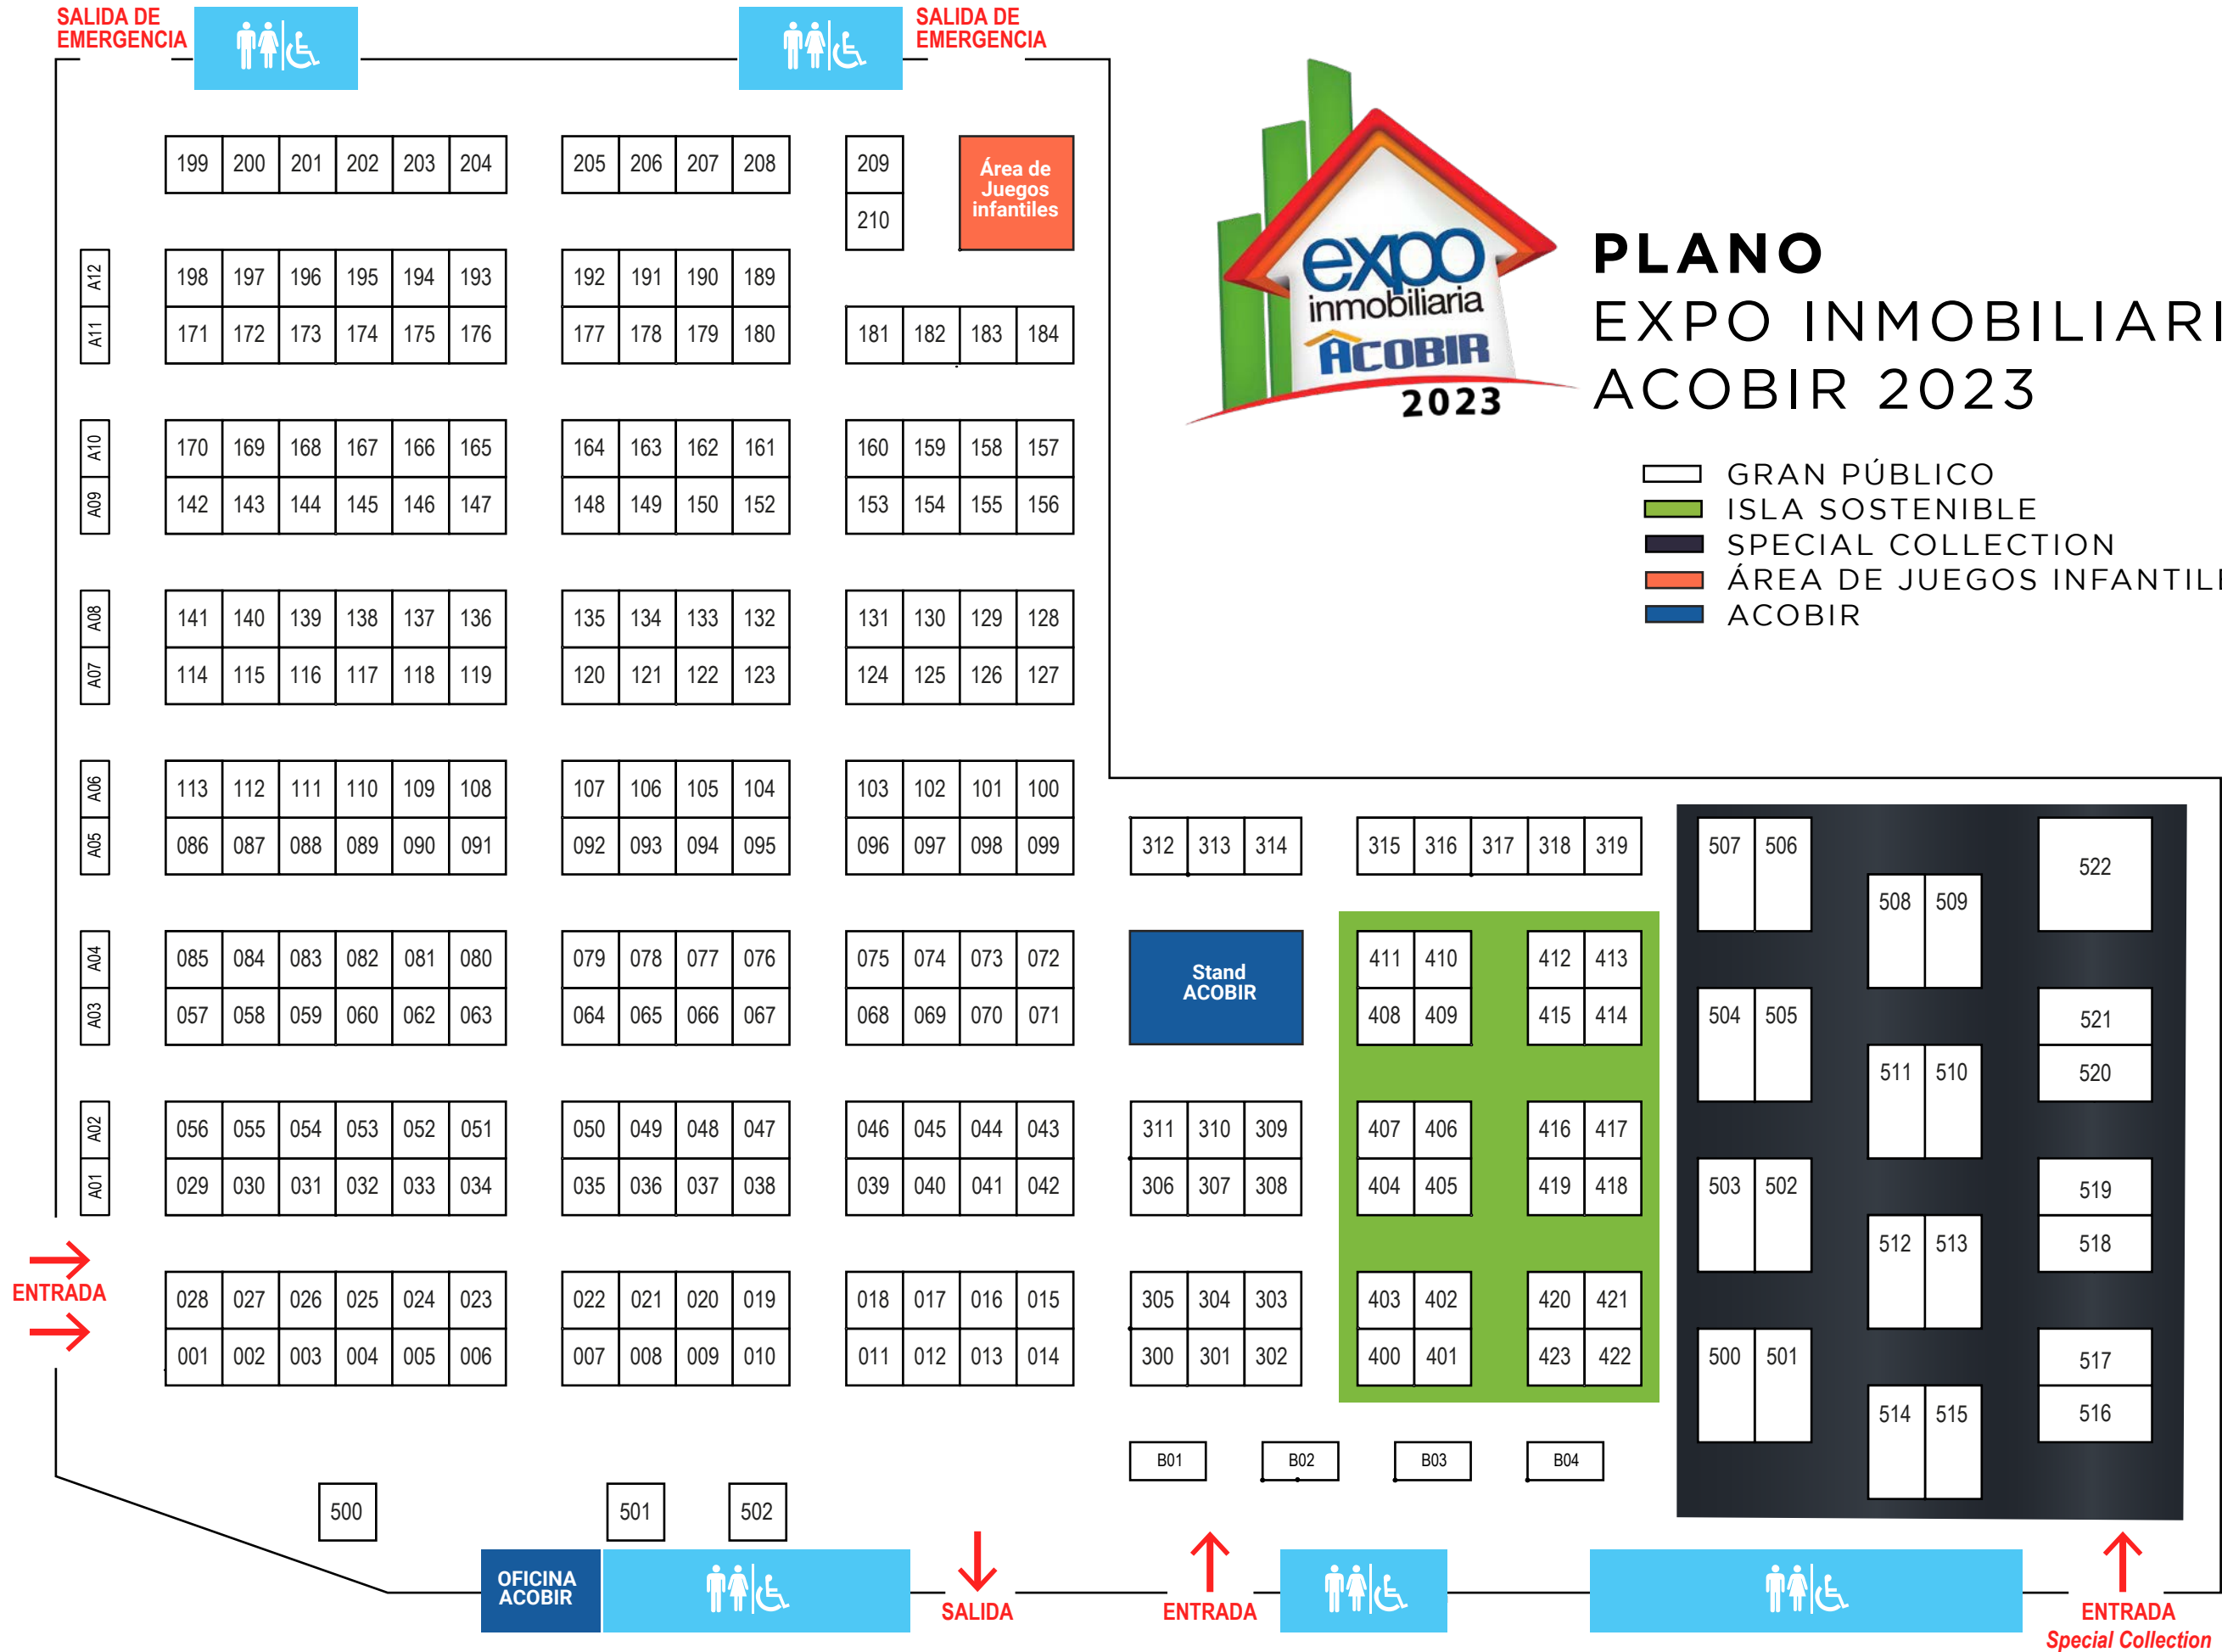 SALIDA DE
EMERGENCIA
SALIDA DE
EMERGENCIA
199 200 201 202 203 204 205 206 207 208 209
210
Área de
Juegos
infantiles
A12 198 197 196 195 194 193 192 191 190 189
A11 171 172 173 174 175 176 177 178 179 180 181 182 183 184
A10 170 169 168 167 166 165 164 163 162 161 160 159 158 157
A09 142 143 144 145 146 147 148 149 150 152 153 154 155 156
A08 141 140 139 138 137 136 135 134 133 132 131 130 129 128
A07 114 115 116 117 118 119 120 121 122 123 124 125 126 127
A06 113 112 111 110 109 108 107 106 105 104 103 102 101 100
A05 086 087 088 089 090 091 092 093 094 095 096 097 098 099
A04 085 084 083 082 081 080 079 078 077 076 075 074 073 072
A03 057 058 059 060 062 063 064 065 066 067 068 069 070 071
A02 056 055 054 053 052 051 050 049 048 047 046 045 044 043
A01 029 030 031 032 033 034 035 036 037 038 039 040 041 042
ENTRADA
028 027 026 025 024 023 022 021 020 019 018 017 016 015
001 002 003 004 005 006 007 008 009 010 011 012 013 014
500 501 502
OFICINA
ACOBIR
SALIDA
ENTRADA
expo
inmobiliaria
ACOBIR
2023
PLANO
EXPO INMOBILIARI
ACOBIR 2023
GRAN PÚBLICO
ISLA SOSTENIBLE
SPECIAL COLLECTION
ÁREA DE JUEGOS INFANTILE
ACOBIR
312 313 314 315 316 317 318 319
Stand
ACOBIR
311 310 309
306 307 308
305 304 303
300 301 302
411 410 412 413
408 409 415 414
407 406 416 417
404 405 419 418
403 402 420 421
400 401 423 422
B01 B02 B03 B04
507 506 522
508 509
504 505 521
511 510 520
503 502 519
512 513 518
500 501 517
514 515 516
ENTRADA
Special Collection